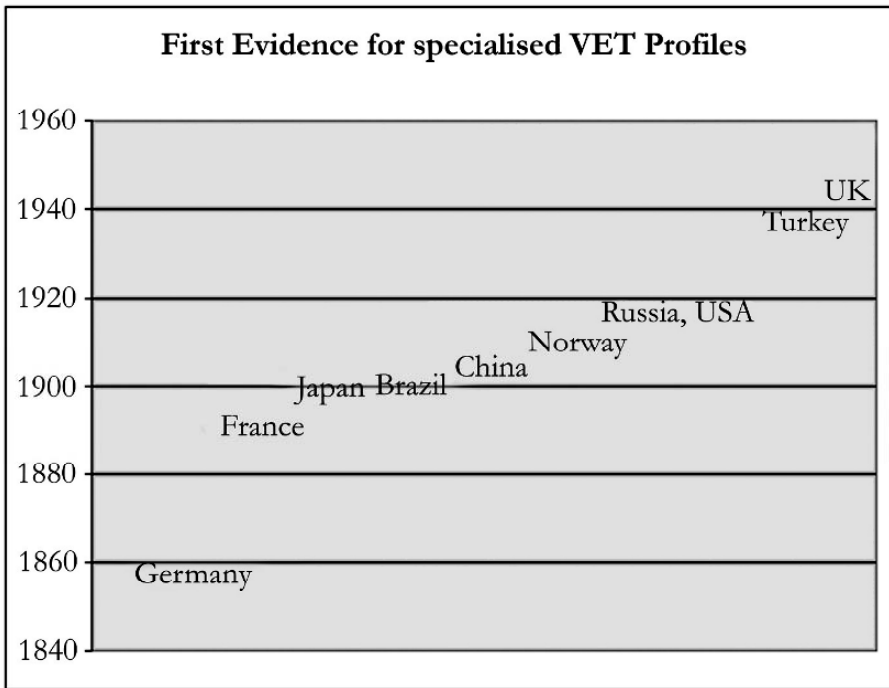 First Evidence for specialised VET Profiles
1960
UK
1940
Turkey
1920
Russia, USA
Norway
China
1900
Japan Brazil
France
1880
1860
Germany
1840